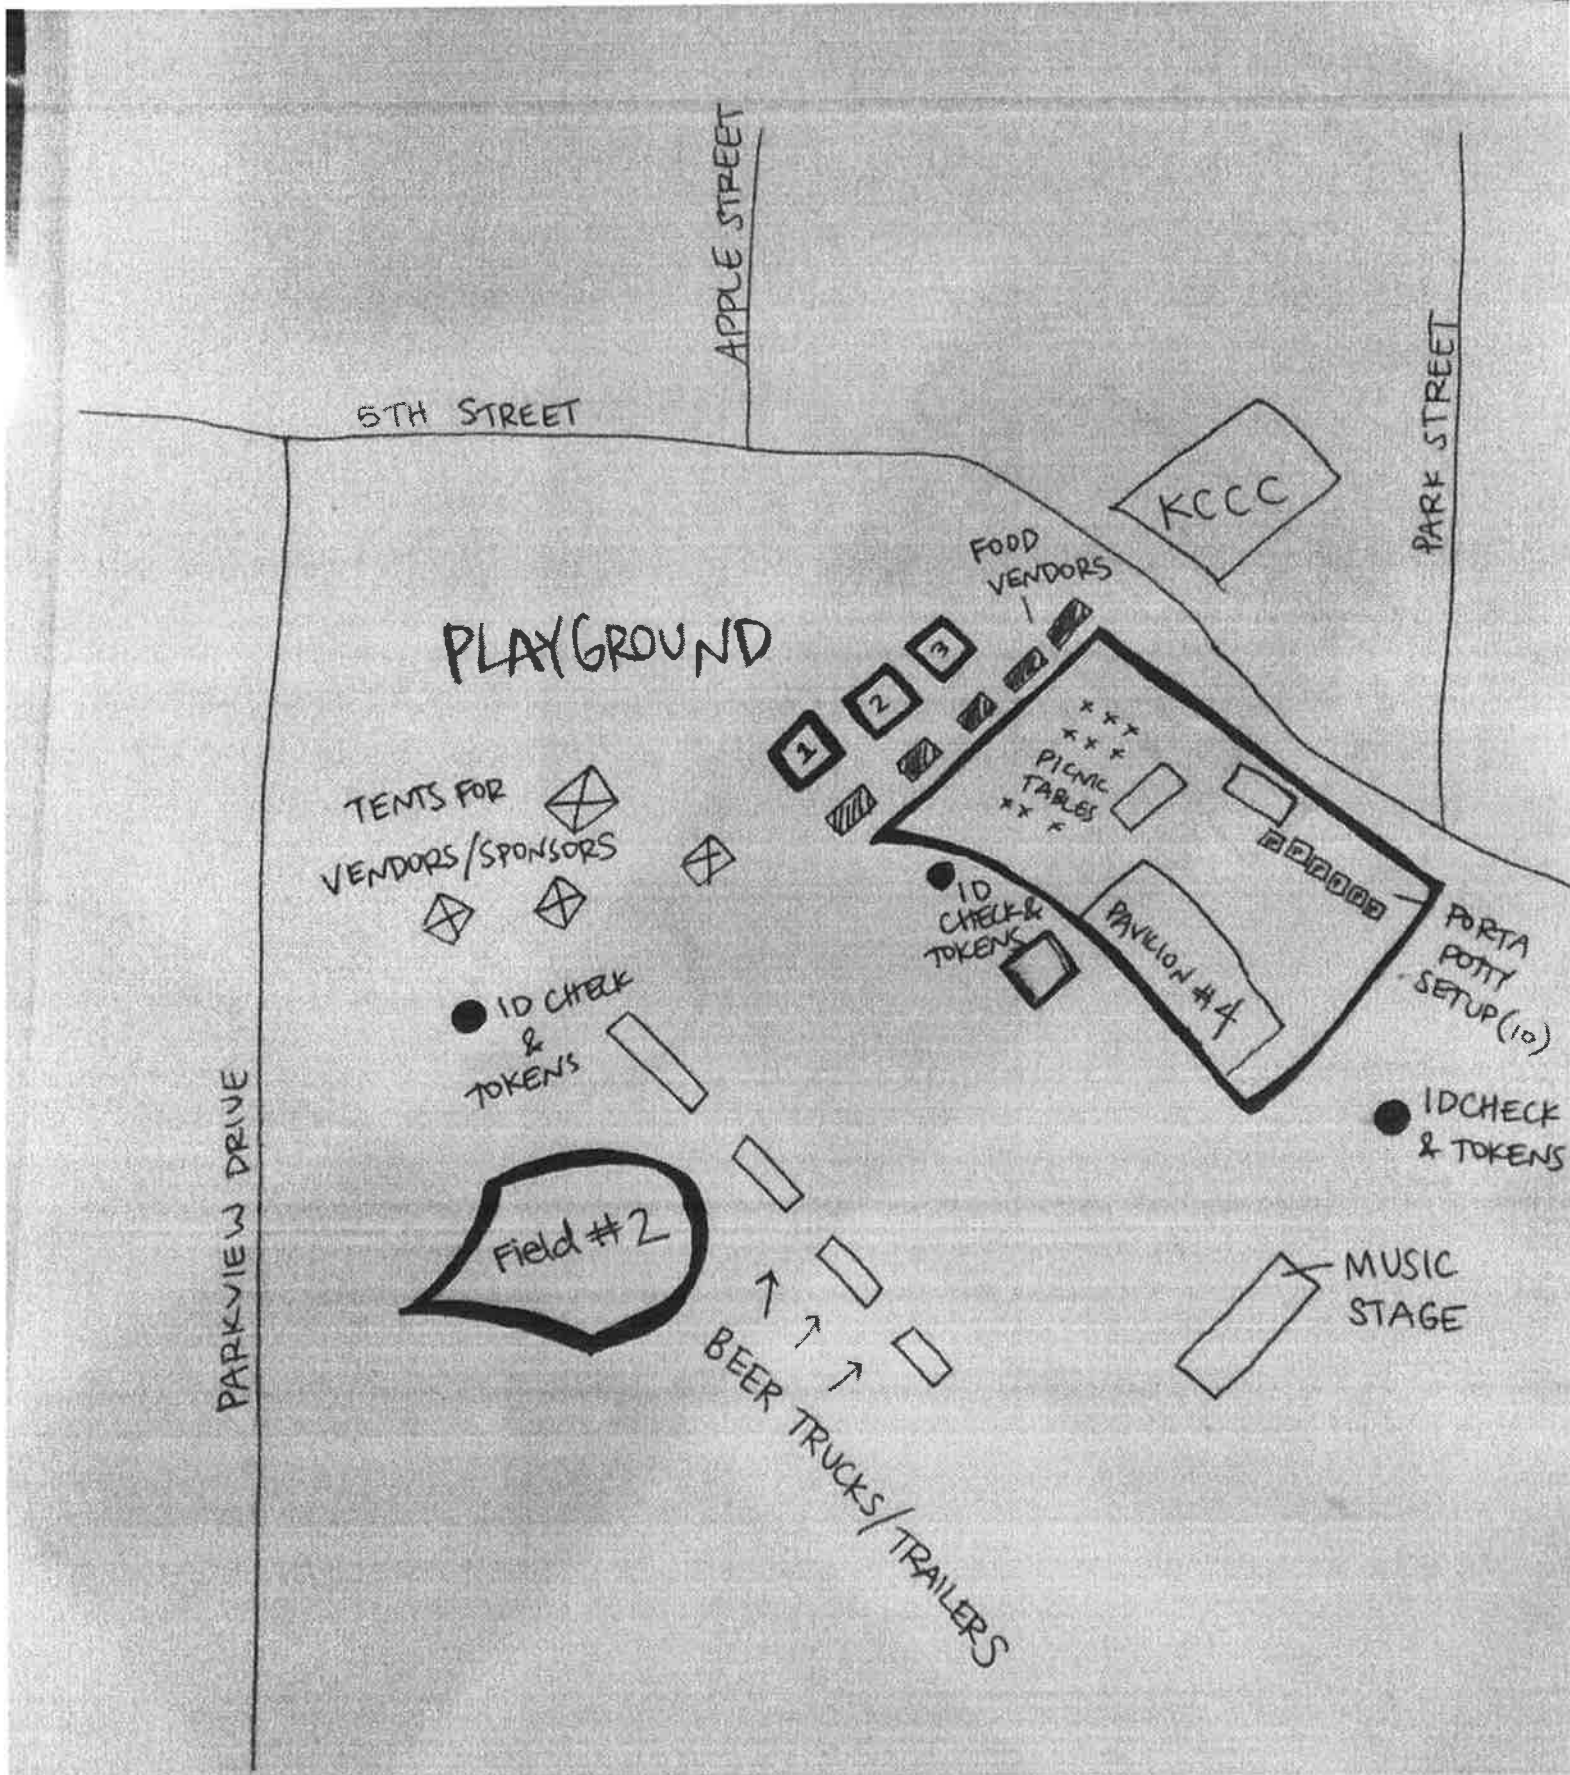 APPLE STREET
5TH STREET
PARK STREET
KCCC
FOOD
VENDORS
PLAYGROUND
3
2
1
PICNIC
TABLES
TENTS FOR
VENDORS/SPONSORS
ID
CHECK &
TOKENS
PAVILION #4
PORTA
POTTY
SETUP (10)
ID CHECK
&
TOKENS
ID CHECK
& TOKENS
PARKVIEW DRIVE
Field #2
MUSIC
STAGE
BEER TRUCKS/TRAILERS